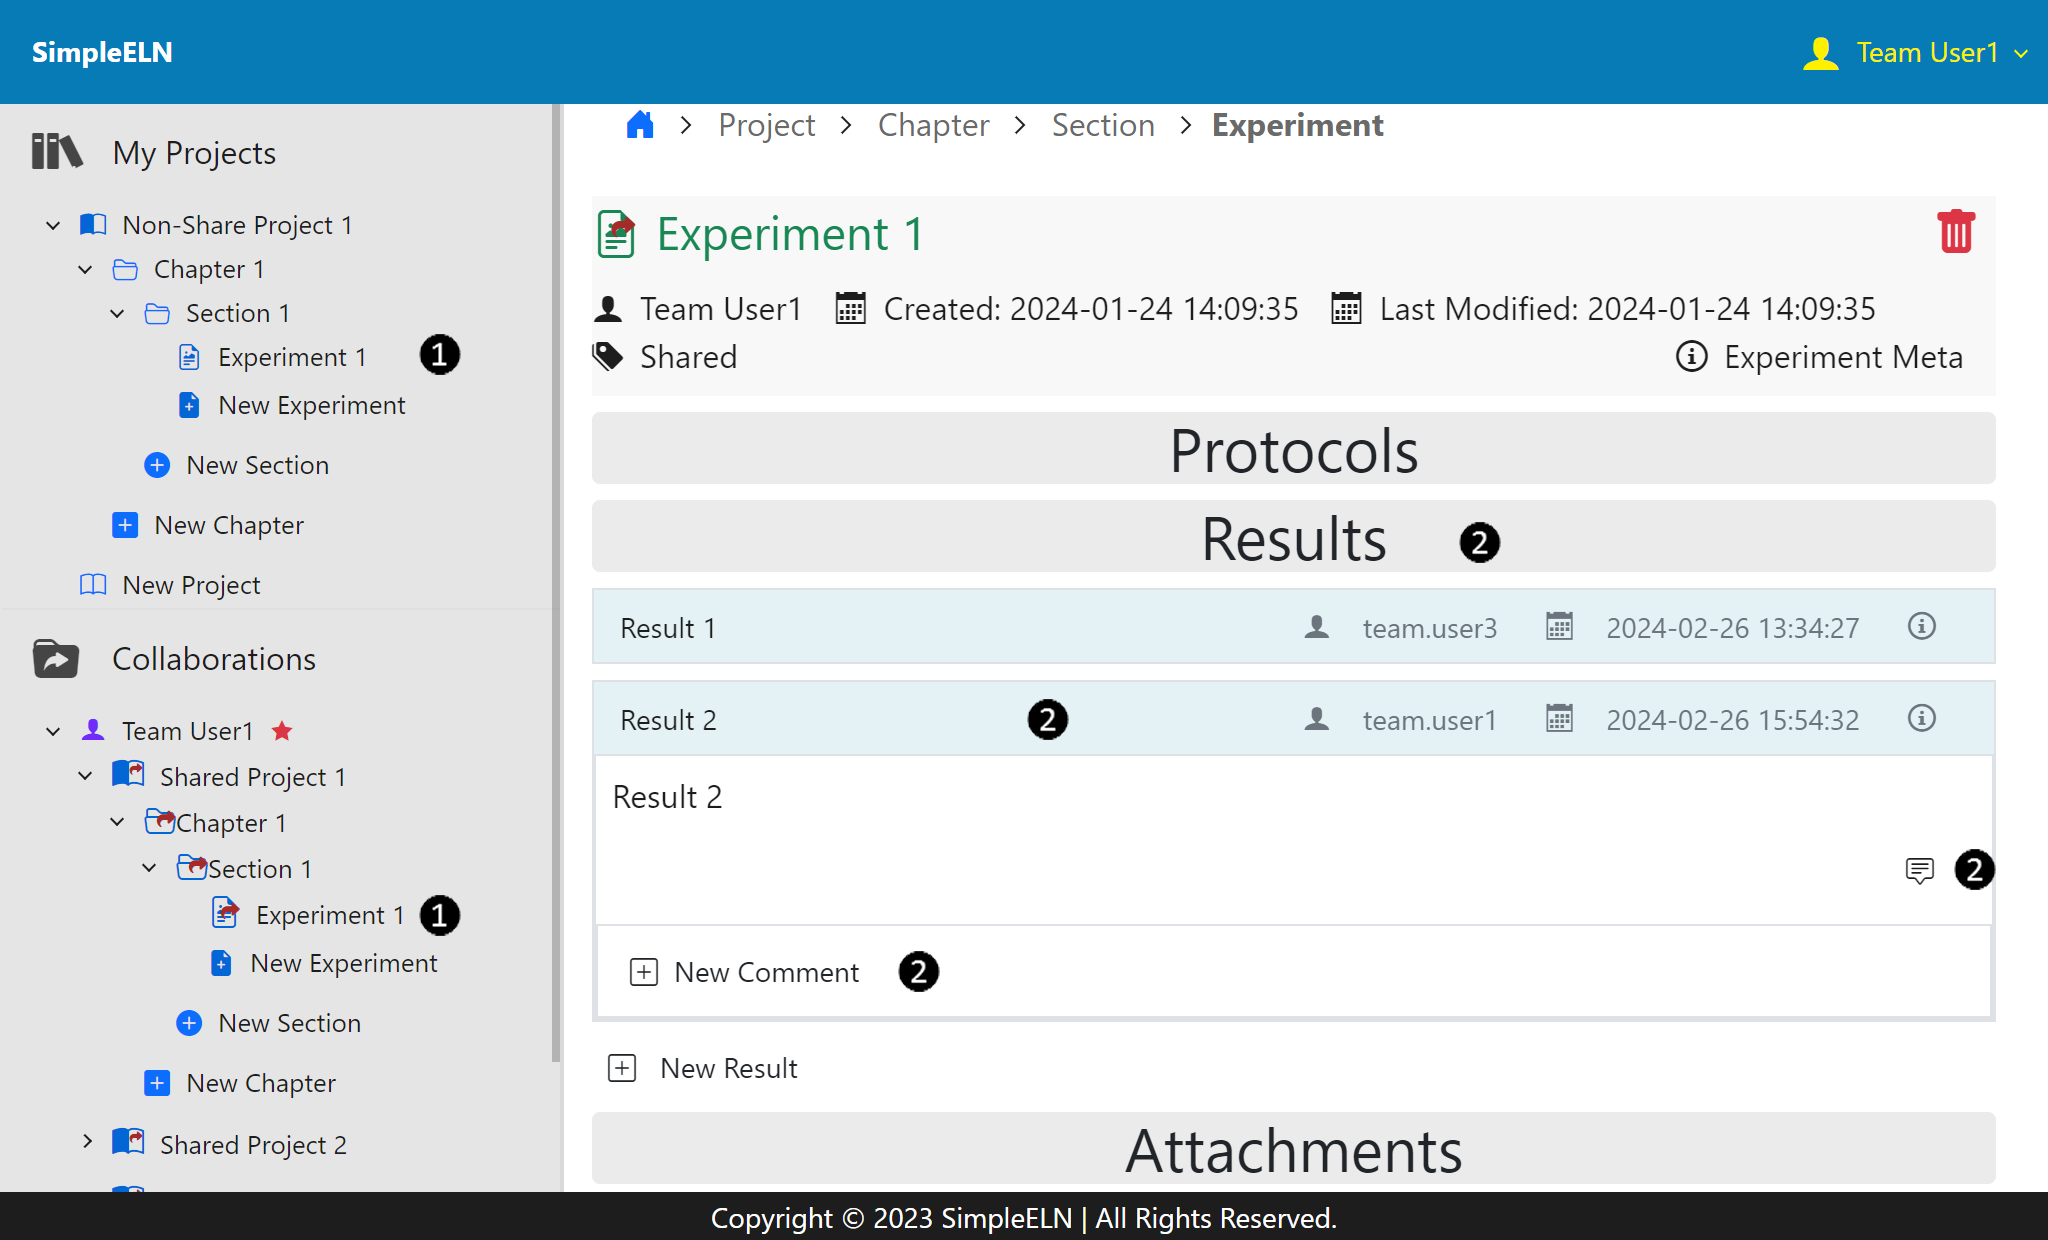 SimpleELN
Team User1
My Projects
Non-Share Project 1
Chapter 1
Section 1
Experiment 1 1
New Experiment
New Section
New Chapter
New Project
Collaborations
Team User1
Shared Project 1
Chapter 1
Section 1
Experiment 1 1
New Experiment
New Section
New Chapter
Shared Project 2
Project Chapter Section Experiment
Experiment 1
Team User1 Created: 2024-01-24 14:09:35 Last Modified: 2024-01-24 14:09:35
Shared Experiment Meta
Protocols
Results 2
Result 1 team.user3 2024-02-26 13:34:27
Result 2 2 team.user1 2024-02-26 15:54:32
Result 2
2
New Comment 2
New Result
Attachments
Copyright © 2023 SimpleELN | All Rights Reserved.